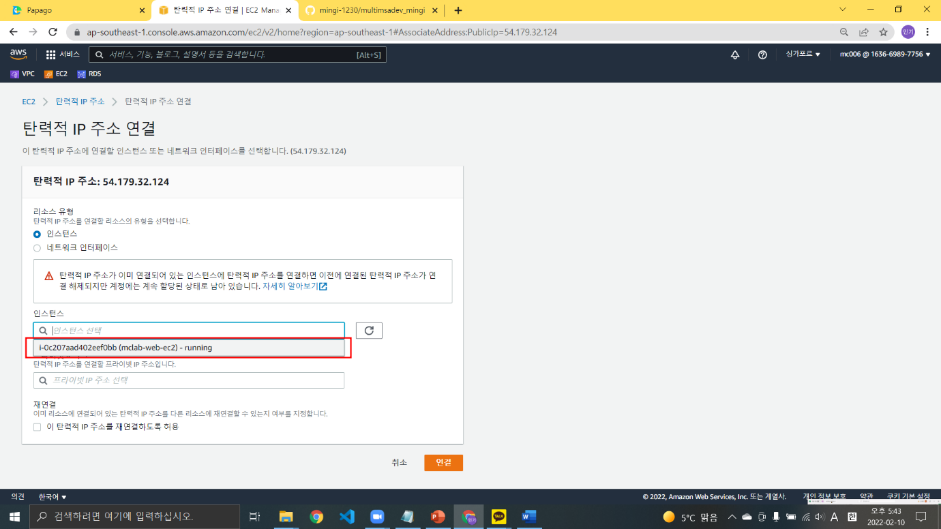 Papago
탄력적 IP 주소 연결 | EC2 Mana
mingi-1230/multimsadev_mingi
ap-southeast-1.console.aws.amazon.com/ec2/v2/home?region=ap-southeast-1#AssociateAddress:PublicIp=54.179.32.124
민기
aws
서비스
서비스, 기능, 블로그, 설명서 등을 검색합니다.
[Alt+S]
싱가포르 ▼
mc006 @ 1636-6989-7756 ▼
VPC
EC2
RDS
EC2 > 탄력적 IP 주소 > 탄력적 IP 주소 연결
탄력적 IP 주소 연결
이 탄력적 IP 주소에 연결할 인스턴스 또는 네트워크 인터페이스를 선택합니다. (54.179.32.124)
탄력적 IP 주소: 54.179.32.124
리소스 유형
탄력적 IP 주소를 연결할 리소스의 유형을 선택합니다.
인스턴스
네트워크 인터페이스
탄력적 IP 주소가 이미 연결되어 있는 인스턴스에 탄력적 IP 주소를 연결하면 이전에 연결된 탄력적 IP 주소가 연
결 해제되지만 계정에는 계속 할당된 상태로 남아 있습니다. 자세히 알아보기
인스턴스
인스턴스 선택
i-0c207aad402eef0bb (mclab-web-ec2) - running
탄력적 IP 주소를 연결할 프라이빗 IP 주소입니다.
프라이빗 IP 주소 선택
재연결
이미 리소스에 연결되어 있는 탄력적 IP 주소를 다른 리소스에 재연결할 수 있는지 여부를 지정합니다.
이 탄력적 IP 주소를 재연결하도록 허용
취소
연결
의견
한국어 ▼
© 2022, Amazon Web Services, Inc. 또는 계열사.
개인 정보 보호
약관
쿠키 기본 설정
검색하려면 여기에 입력하십시오.
5°C 맑음
A
오후 5:43
2022-02-10